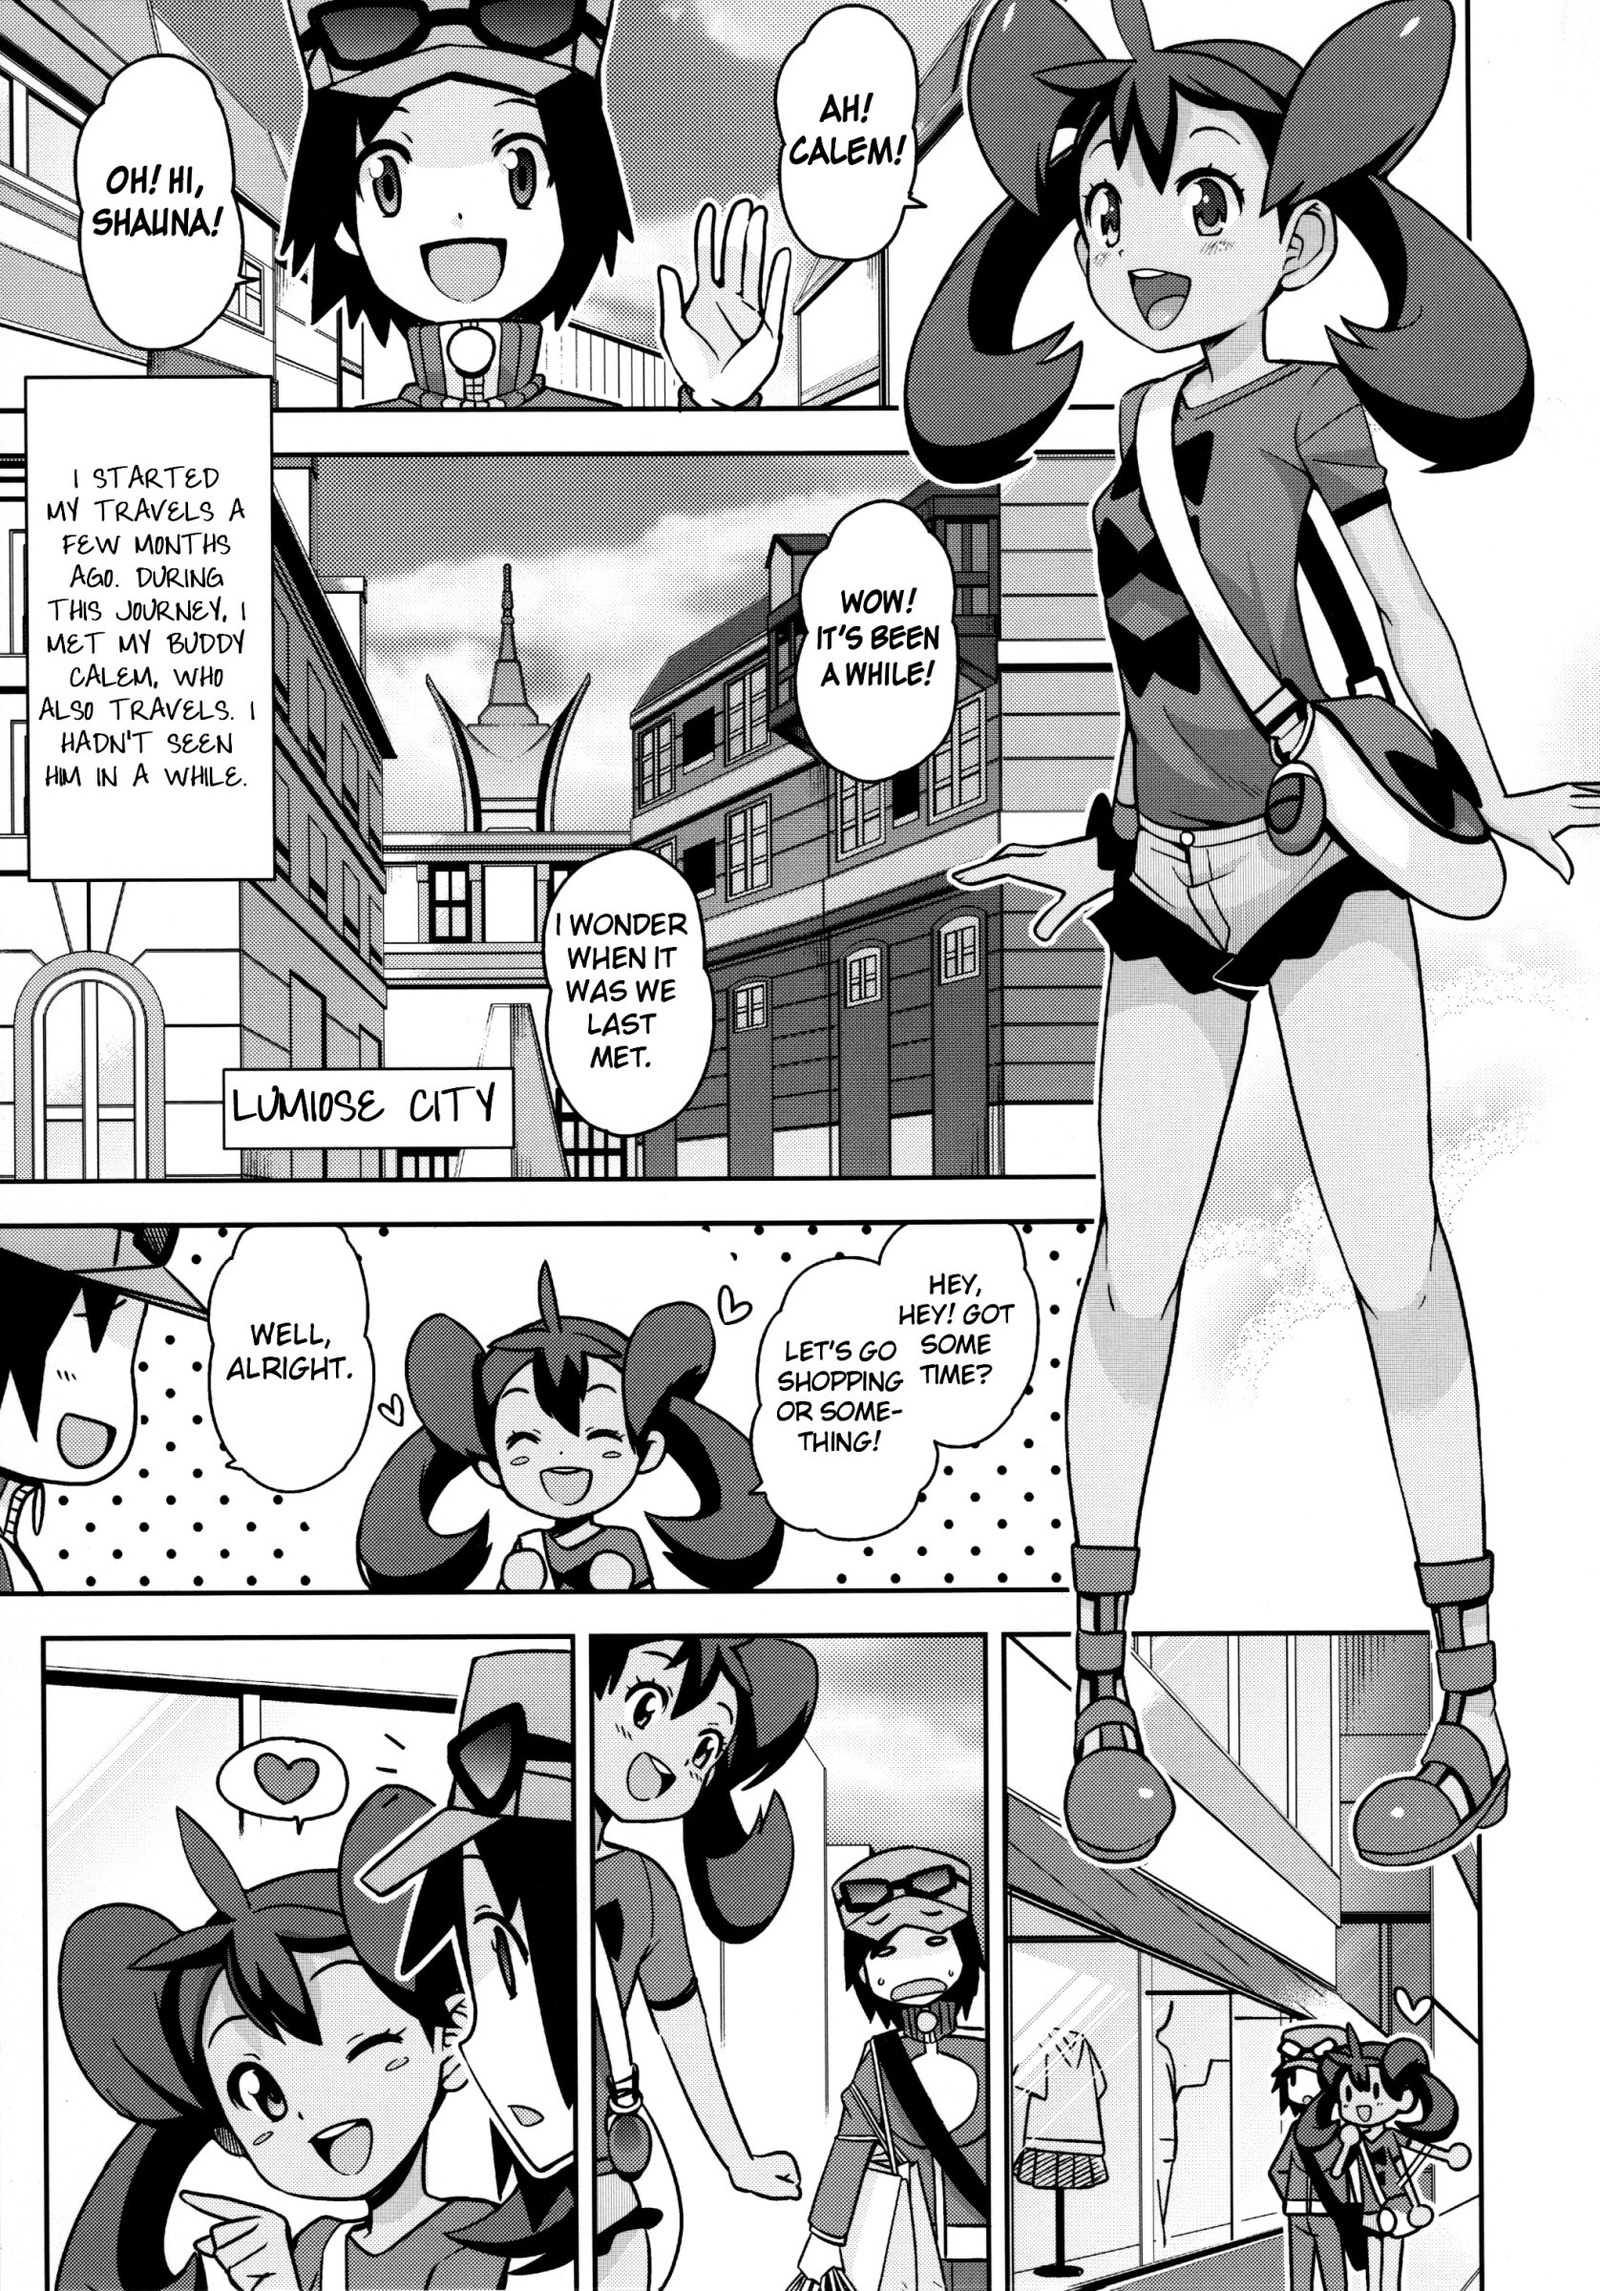 AH!
CALEM!
OH! HI,
SHAUNA!
WOW!
IT'S BEEN
A WHILE!
I WONDER
WHEN IT
WAS WE
LAST
MET.
I STARTED
MY TRAVELS A
FEW MONTHS
AGO. DURING
THIS JOURNEY, I
MET MY BUDDY
CALEM, WHO
ALSO TRAVELS. I
HADN'T SEEN
HIM IN A WHILE.
LUMIOSE CITY
HEY,
HEY! GOT
SOME
TIME?
LET'S GO
SHOPPING
OR SOME-
THING!
WELL,
ALRIGHT.